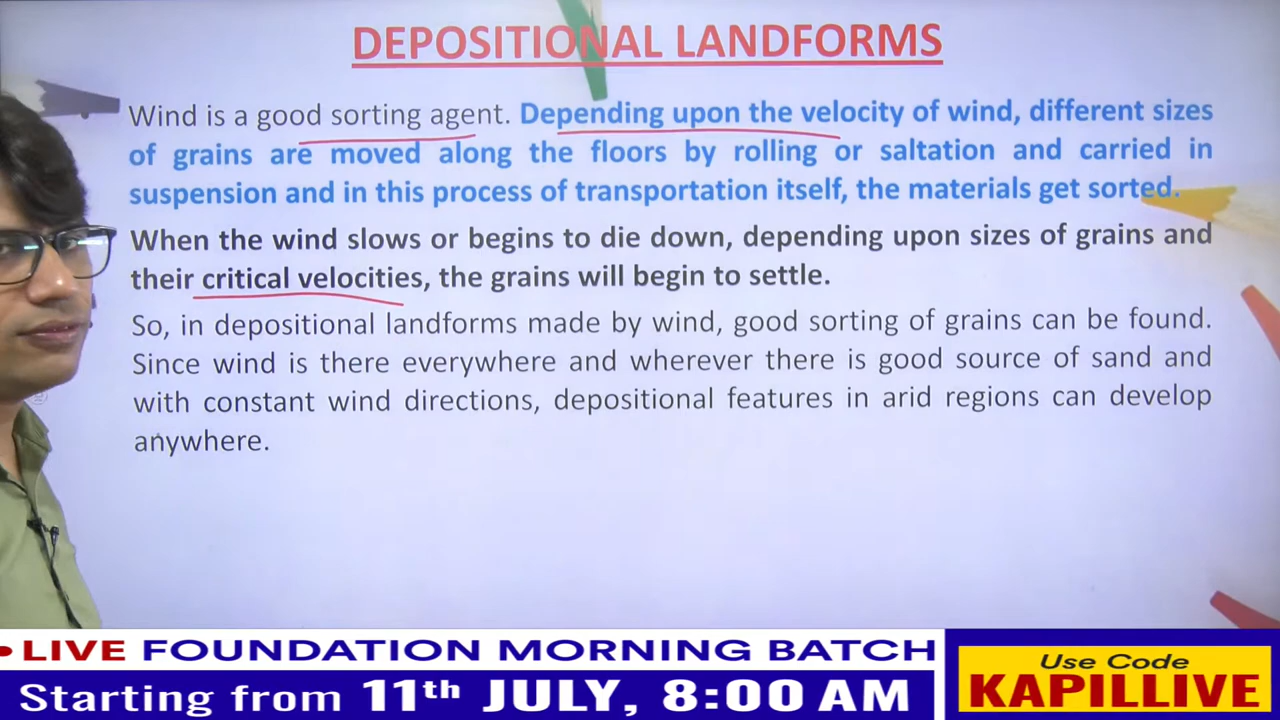 DEPOSITIONAL LANDFORMS
Wind is a good sorting agent. Depending upon the velocity of wind, different sizes
of grains are moved along the floors by rolling or saltation and carried in
suspension and in this process of transportation itself, the materials get sorted.
When the wind slows or begins to die down, depending upon sizes of grains and
their critical velocities, the grains will begin to settle.
So, in depositional landforms made by wind, good sorting of grains can be found.
Since wind is there everywhere and wherever there is good source of sand and
with constant wind directions, depositional features in arid regions can develop
anywhere.
• LIVE FOUNDATION MORNING BATCH
Starting from 11th JULY, 8:00 AM
Use Code
KAPILLIVE